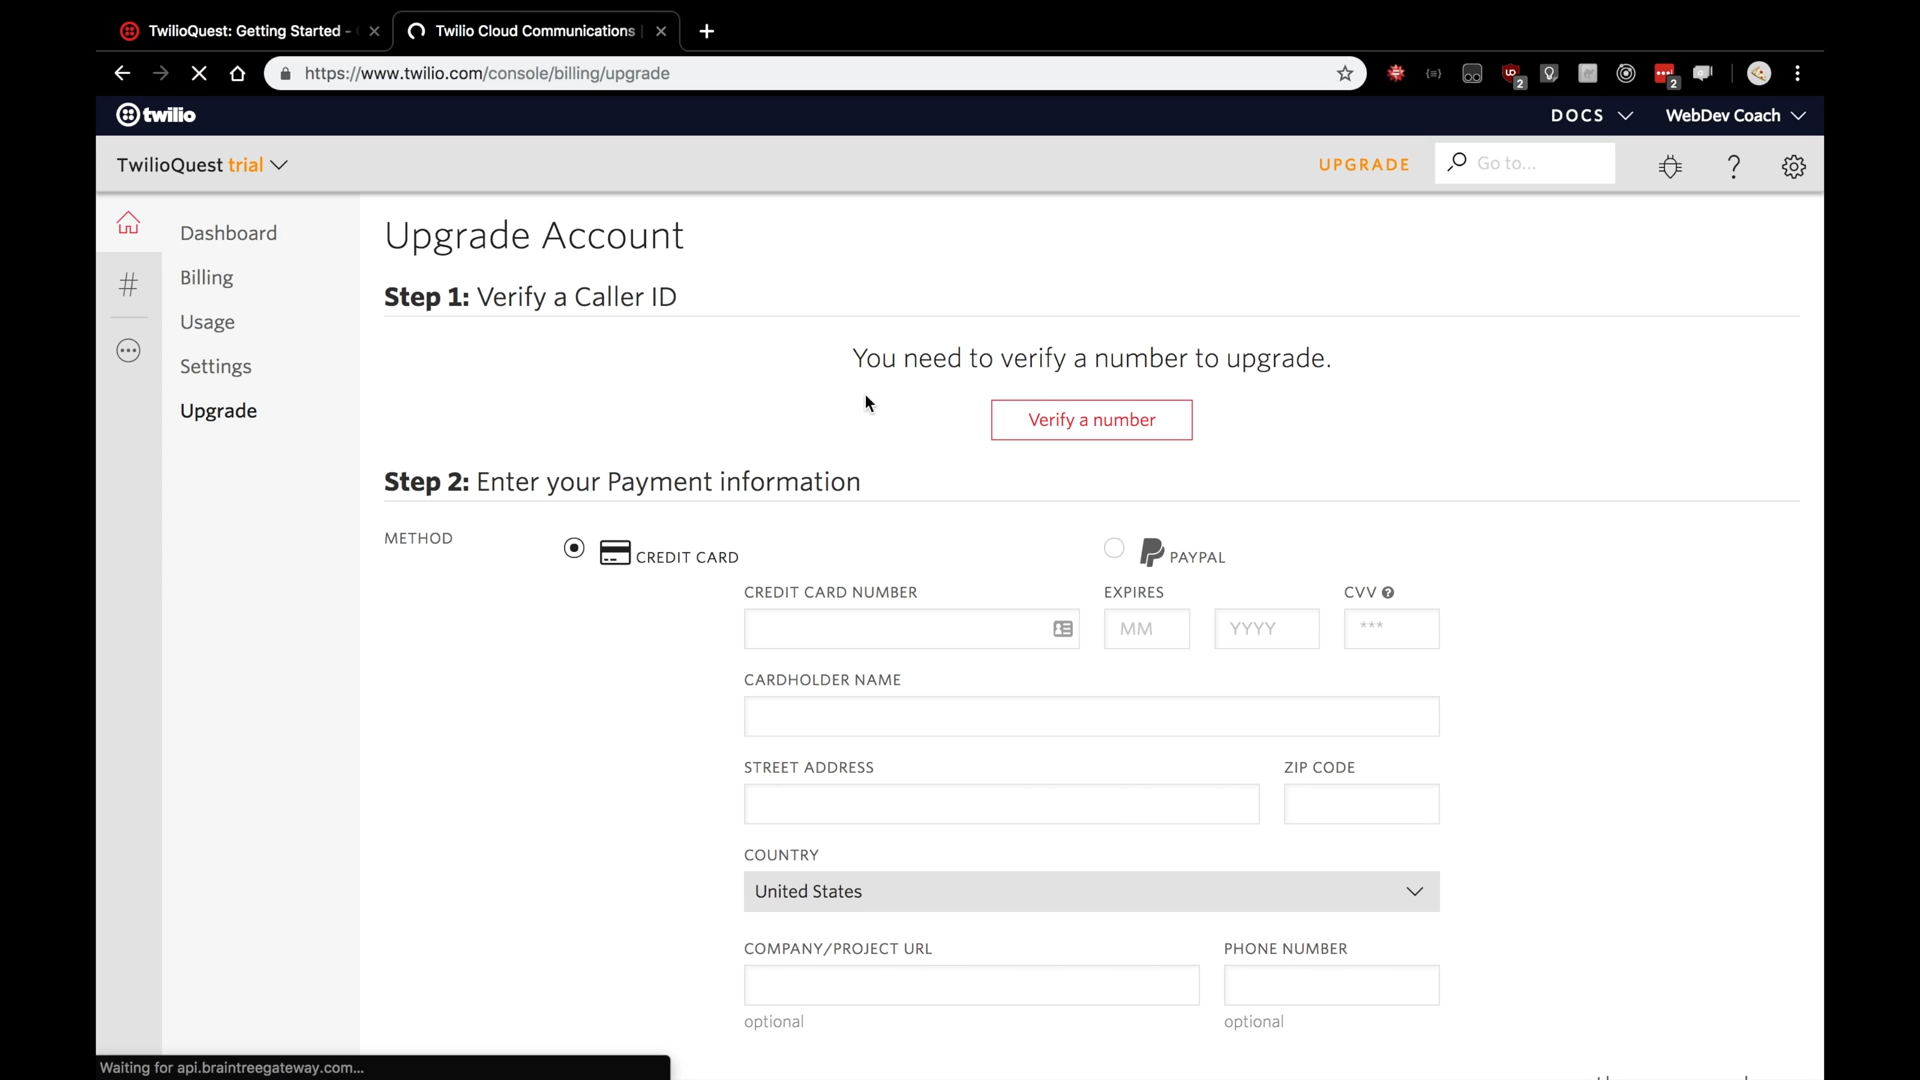 TwilioQuest: Getting Started -
Twilio Cloud Communications
https://www.twilio.com/console/billing/upgrade
2
2
twilio
DOCS
WebDev Coach
TwilioQuest trial
UPGRADE
Go to...
Dashboard
Billing
Usage
Settings
Upgrade
Upgrade Account
Step 1: Verify a Caller ID
You need to verify a number to upgrade.
Verify a number
Step 2: Enter your Payment information
METHOD
CREDIT CARD
PAYPAL
CREDIT CARD NUMBER
EXPIRES
CVV
MM
YYYY
***
CARDHOLDER NAME
STREET ADDRESS
ZIP CODE
COUNTRY
United States
COMPANY/PROJECT URL
PHONE NUMBER
optional
optional
Waiting for api.braintreegateway.com...